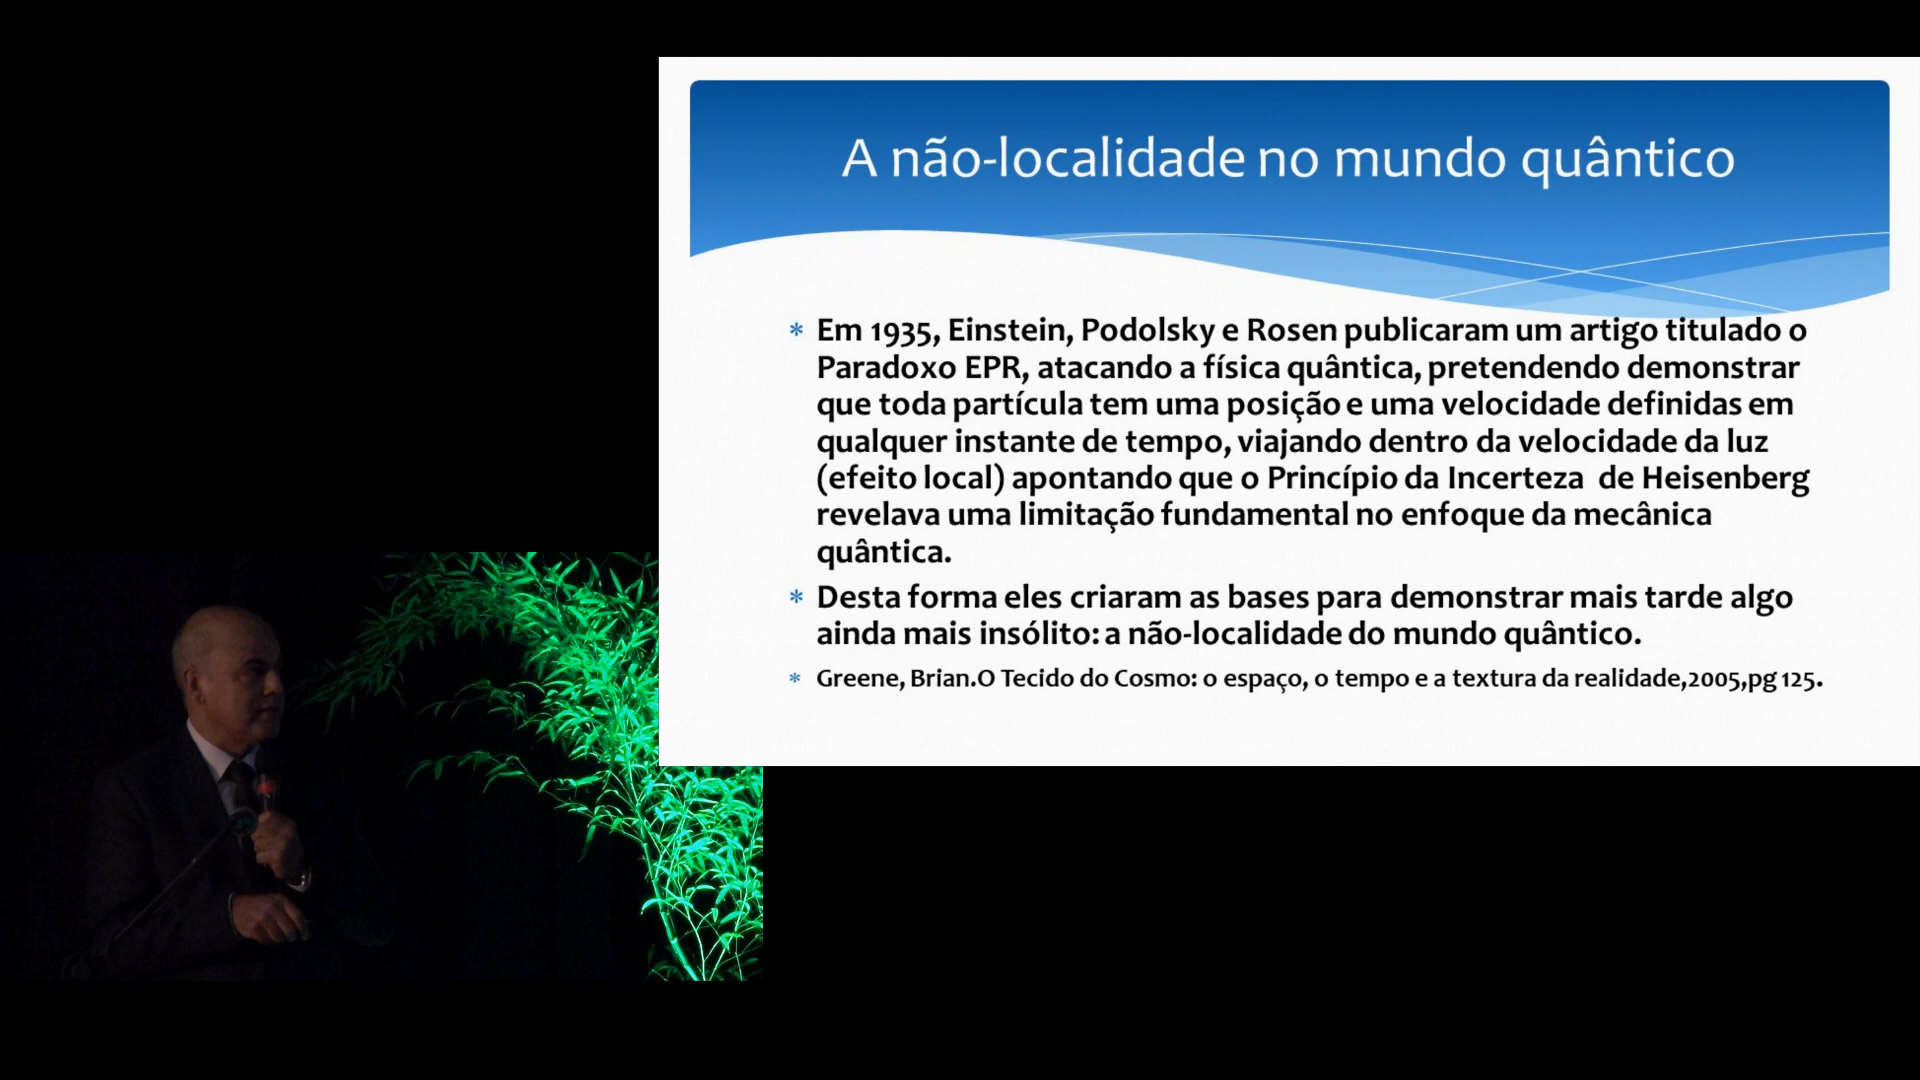 A não-localidade no mundo quântico
* Em 1935, Einstein, Podolsky e Rosen publicaram um artigo titulado o
Paradoxo EPR, atacando a física quântica, pretendendo demonstrar
que toda partícula tem uma posição e uma velocidade definidas em
qualquer instante de tempo, viajando dentro da velocidade da luz
(efeito local) apontando que o Princípio da Incerteza  de Heisenberg
revelava uma limitação fundamental no enfoque da mecânica
quântica.
* Desta forma eles criaram as bases para demonstrar mais tarde algo
ainda mais insólito: a não-localidade do mundo quântico.
* Greene, Brian.O Tecido do Cosmo: o espaço, o tempo e a textura da realidade,2005,pg 125.